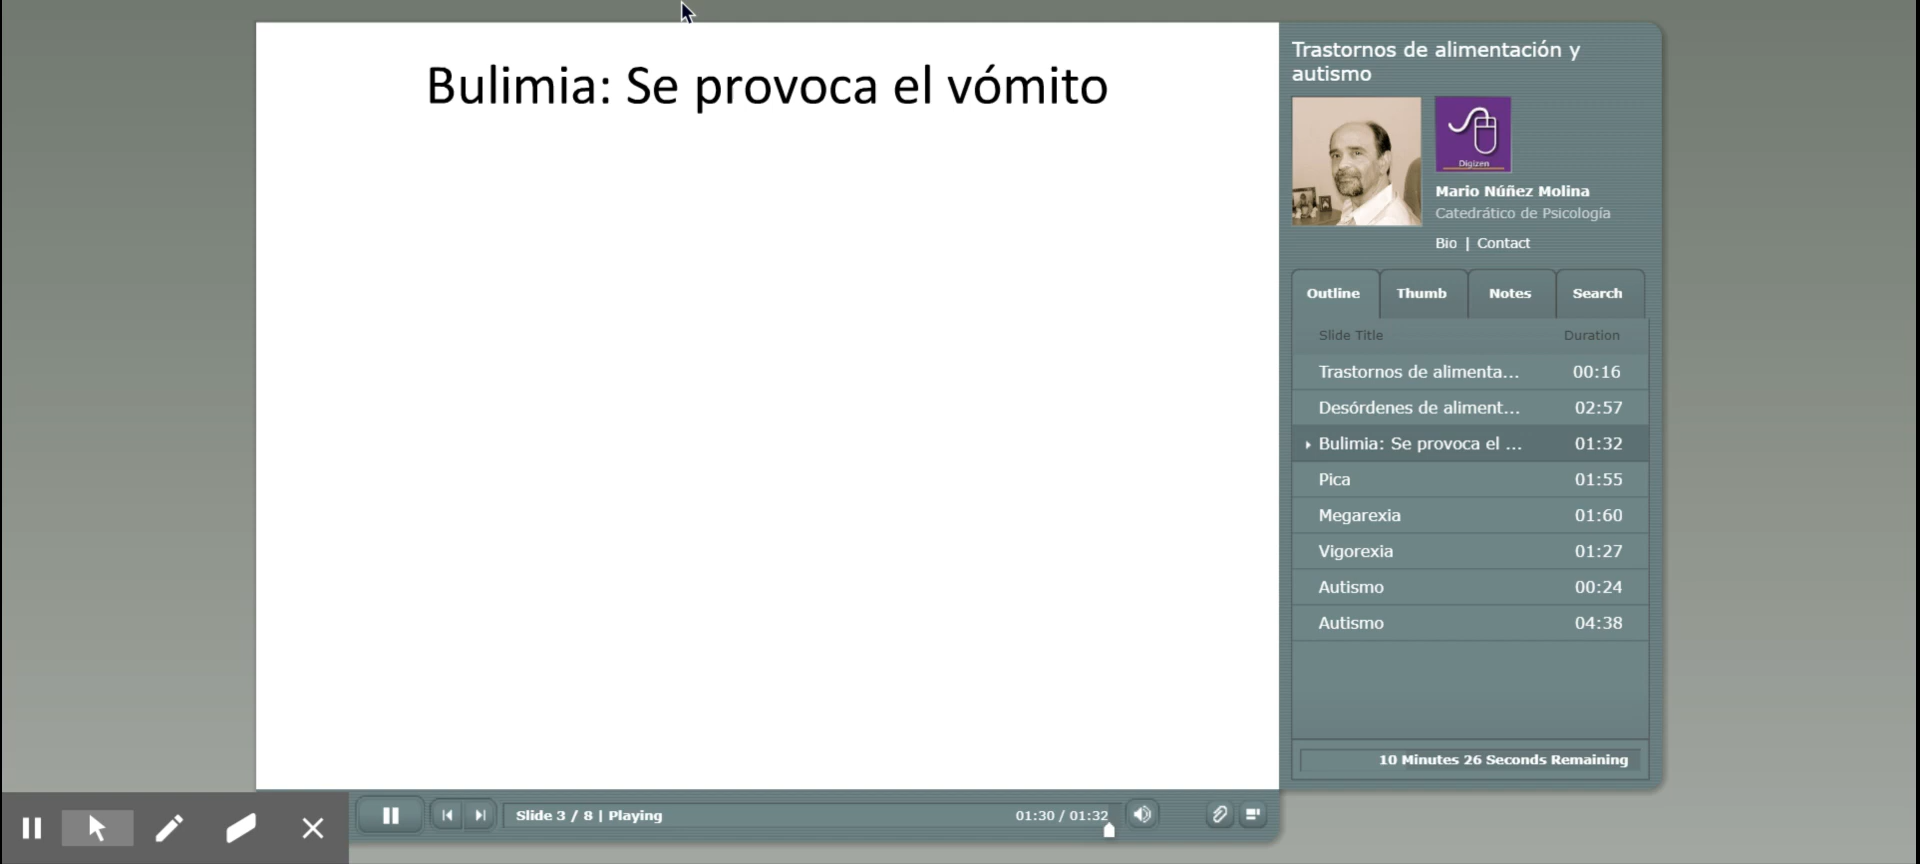 Bulimia: Se provoca el vómito
Trastornos de alimentación y
autismo
Digizen
Mario Núñez Molina
Catedrático de Psicología
Bio | Contact
Outline Thumb Notes Search
Slide Title Duration
Trastornos de alimenta... 00:16
Desórdenes de aliment... 02:57
Bulimia: Se provoca el ... 01:32
Pica 01:55
Megarexia 01:60
Vigorexia 01:27
Autismo 00:24
Autismo 04:38
10 Minutes 26 Seconds Remaining
Slide 3 / 8 | Playing 01:30 / 01:32